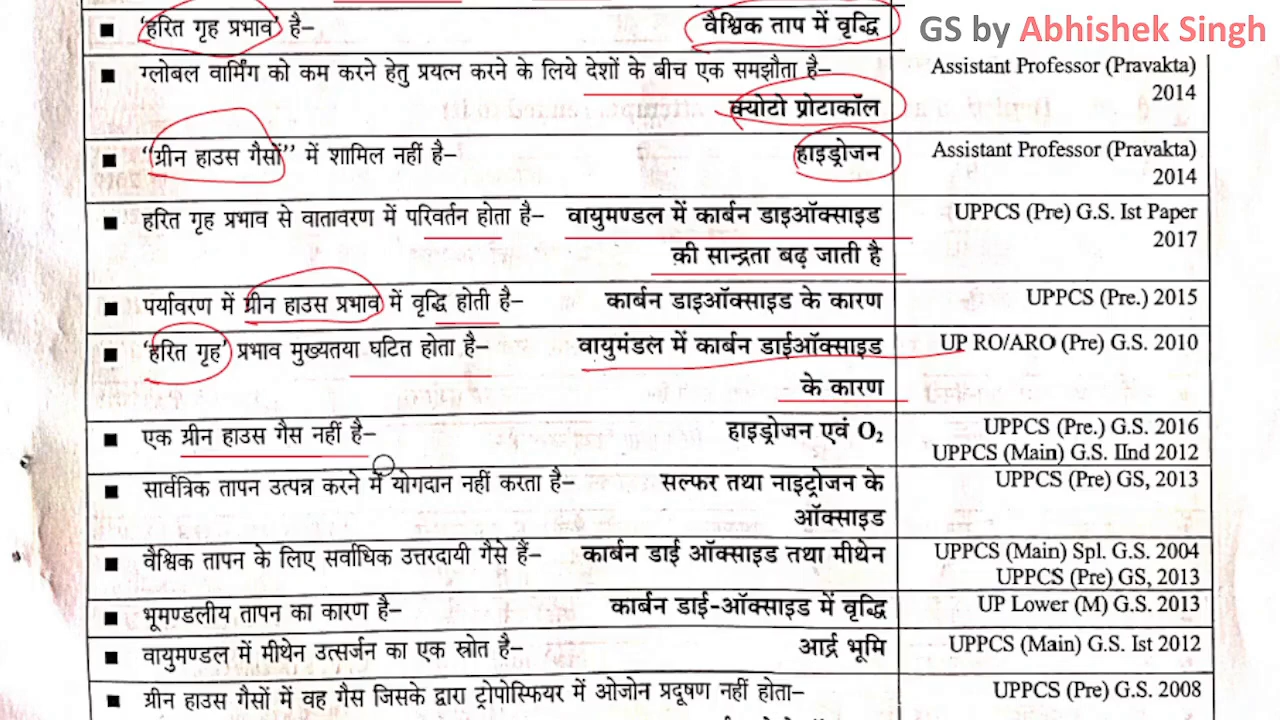 GS by Abhishek Singh
■ 'हरित गृह प्रभाव' है– वैश्विक ताप में वृद्धि
■ ग्लोबल वार्मिंग को कम करने हेतु प्रयत्न करने के लिये देशों के बीच एक समझौता है– Assistant Professor (Pravakta)
क्योटो प्रोटाकॉल 2014
■ "ग्रीन हाउस गैसों" में शामिल नहीं है– हाइड्रोजन Assistant Professor (Pravakta)
2014
■ हरित गृह प्रभाव से वातावरण में परिवर्तन होता है– वायुमण्डल में कार्बन डाइऑक्साइड UPPCS (Pre) G.S. Ist Paper
की सान्द्रता बढ़ जाती है 2017
■ पर्यावरण में ग्रीन हाउस प्रभाव में वृद्धि होती है– कार्बन डाइऑक्साइड के कारण UPPCS (Pre.) 2015
■ 'हरित गृह' प्रभाव मुख्यतया घटित होता है– वायुमंडल में कार्बन डाईऑक्साइड UP RO/ARO (Pre) G.S. 2010
के कारण
■ एक ग्रीन हाउस गैस नहीं है– हाइड्रोजन एवं O₂ UPPCS (Pre.) G.S. 2016
UPPCS (Main) G.S. IInd 2012
■ सार्वत्रिक तापन उत्पन्न करने में योगदान नहीं करता है– सल्फर तथा नाइट्रोजन के UPPCS (Pre) GS, 2013
ऑक्साइड
■ वैश्विक तापन के लिए सर्वाधिक उत्तरदायी गैसे हैं– कार्बन डाई ऑक्साइड तथा मीथेन UPPCS (Main) Spl. G.S. 2004
UPPCS (Pre) GS, 2013
■ भूमण्डलीय तापन का कारण है– कार्बन डाई-ऑक्साइड में वृद्धि UP Lower (M) G.S. 2013
■ वायुमण्डल में मीथेन उत्सर्जन का एक स्रोत है– आर्द्र भूमि UPPCS (Main) G.S. Ist 2012
■ ग्रीन हाउस गैसों में वह गैस जिसके द्वारा ट्रोपोस्फियर में ओजोन प्रदूषण नहीं होता– UPPCS (Pre) G.S. 2008